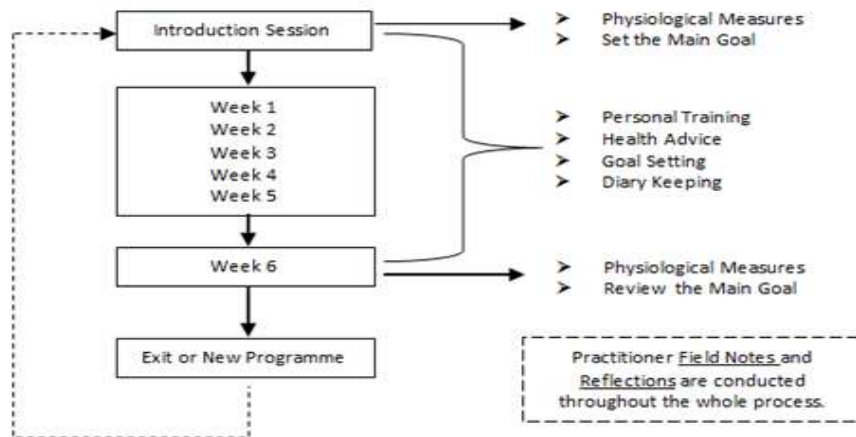 Introduction Session
Physiological Measures
Set the Main Goal
Week 1
Week 2
Week 3
Week 4
Week 5
Personal Training
Health Advice
Goal Setting
Diary Keeping
Week 6
Physiological Measures
Review the Main Goal
Exit or New Programme
Practitioner Field Notes and
Reflections are conducted
throughout the whole process.